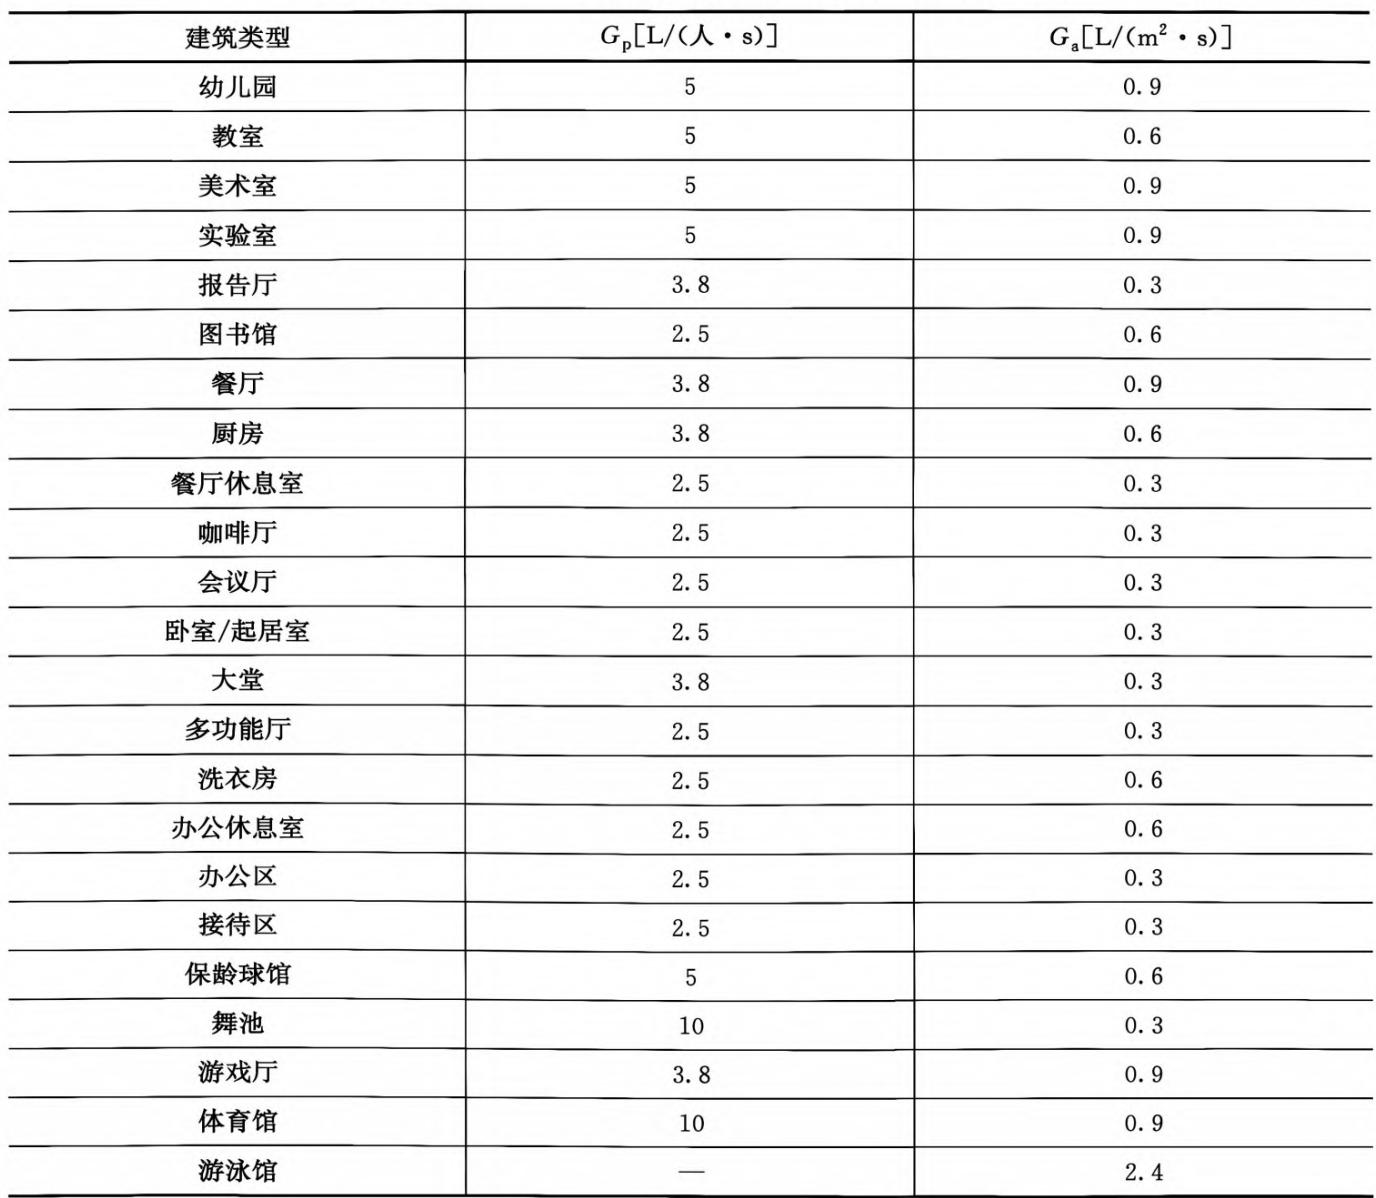 建筑类型 Gp[L/(人·s)] Ga[L/(m²·s)]
幼儿园 5 0.9
教室 5 0.6
美术室 5 0.9
实验室 5 0.9
报告厅 3.8 0.3
图书馆 2.5 0.6
餐厅 3.8 0.9
厨房 3.8 0.6
餐厅休息室 2.5 0.3
咖啡厅 2.5 0.3
会议厅 2.5 0.3
卧室/起居室 2.5 0.3
大堂 3.8 0.3
多功能厅 2.5 0.3
洗衣房 2.5 0.6
办公休息室 2.5 0.6
办公区 2.5 0.3
接待区 2.5 0.3
保龄球馆 5 0.6
舞池 10 0.3
游戏厅 3.8 0.9
体育馆 10 0.9
游泳馆 — 2.4